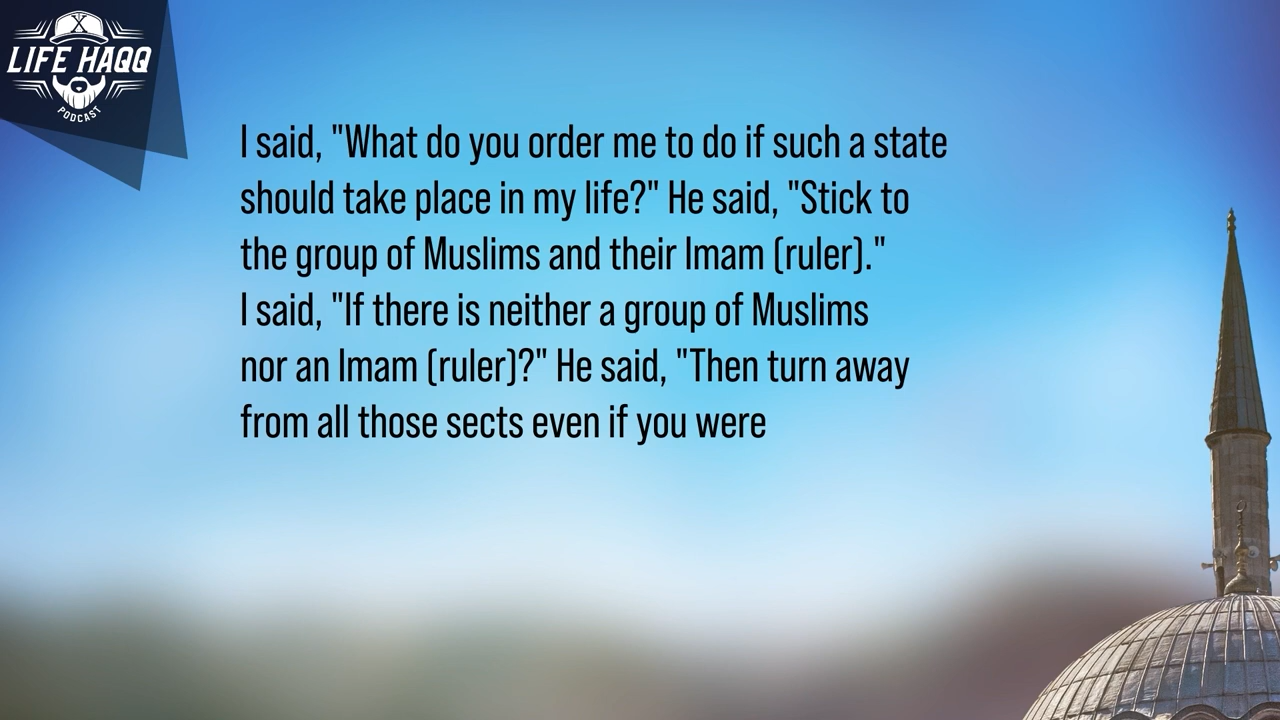 LIFE HAQQ
PODCAST
I said, "What do you order me to do if such a state
should take place in my life?" He said, "Stick to
the group of Muslims and their Imam (ruler)."
I said, "If there is neither a group of Muslims
nor an Imam (ruler)?" He said, "Then turn away
from all those sects even if you were